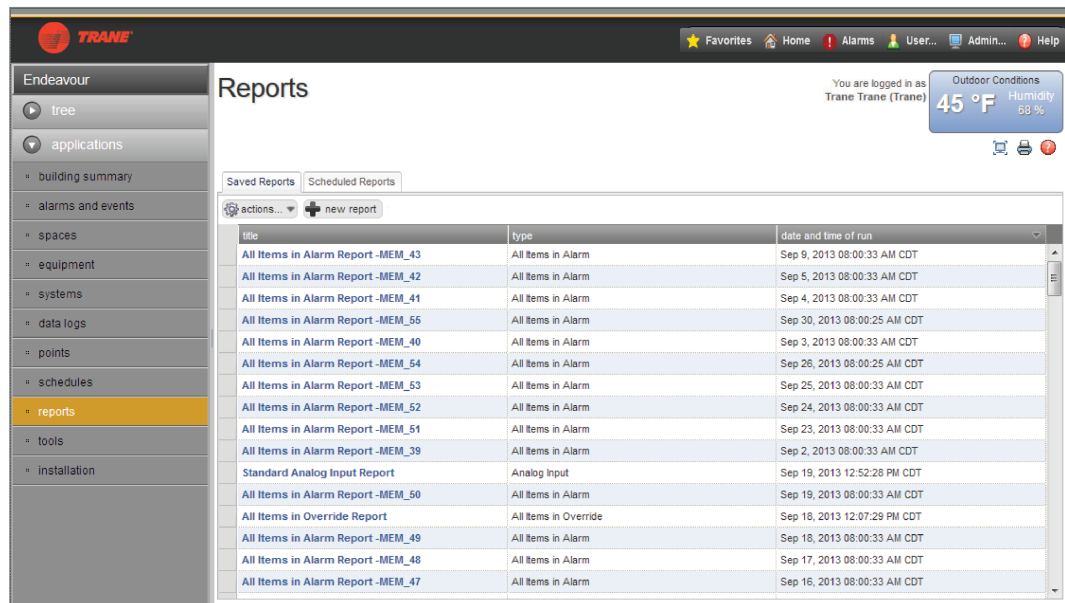 TRANE
Favorites Home Alarms User... Admin... Help
Endeavour
tree
applications
building summary
alarms and events
spaces
equipment
systems
data logs
points
schedules
reports
tools
installation
Reports
You are logged in as
Trane Trane (Trane)
Outdoor Conditions
45 °F Humidity
68 %
Saved Reports Scheduled Reports
actions... new report
title type date and time of run
All Items in Alarm Report -MEM_43 All Items in Alarm Sep 9, 2013 08:00:33 AM CDT
All Items in Alarm Report -MEM_42 All Items in Alarm Sep 5, 2013 08:00:33 AM CDT
All Items in Alarm Report -MEM_41 All Items in Alarm Sep 4, 2013 08:00:33 AM CDT
All Items in Alarm Report -MEM_55 All Items in Alarm Sep 30, 2013 08:00:25 AM CDT
All Items in Alarm Report -MEM_40 All Items in Alarm Sep 3, 2013 08:00:33 AM CDT
All Items in Alarm Report -MEM_54 All Items in Alarm Sep 26, 2013 08:00:25 AM CDT
All Items in Alarm Report -MEM_53 All Items in Alarm Sep 25, 2013 08:00:33 AM CDT
All Items in Alarm Report -MEM_52 All Items in Alarm Sep 24, 2013 08:00:33 AM CDT
All Items in Alarm Report -MEM_51 All Items in Alarm Sep 23, 2013 08:00:33 AM CDT
All Items in Alarm Report -MEM_39 All Items in Alarm Sep 2, 2013 08:00:33 AM CDT
Standard Analog Input Report Analog Input Sep 19, 2013 12:52:28 PM CDT
All Items in Alarm Report -MEM_50 All Items in Alarm Sep 19, 2013 08:00:33 AM CDT
All Items in Override Report All Items in Override Sep 18, 2013 12:07:29 PM CDT
All Items in Alarm Report -MEM_49 All Items in Alarm Sep 18, 2013 08:00:33 AM CDT
All Items in Alarm Report -MEM_48 All Items in Alarm Sep 17, 2013 08:00:33 AM CDT
All Items in Alarm Report -MEM_47 All Items in Alarm Sep 16, 2013 08:00:33 AM CDT